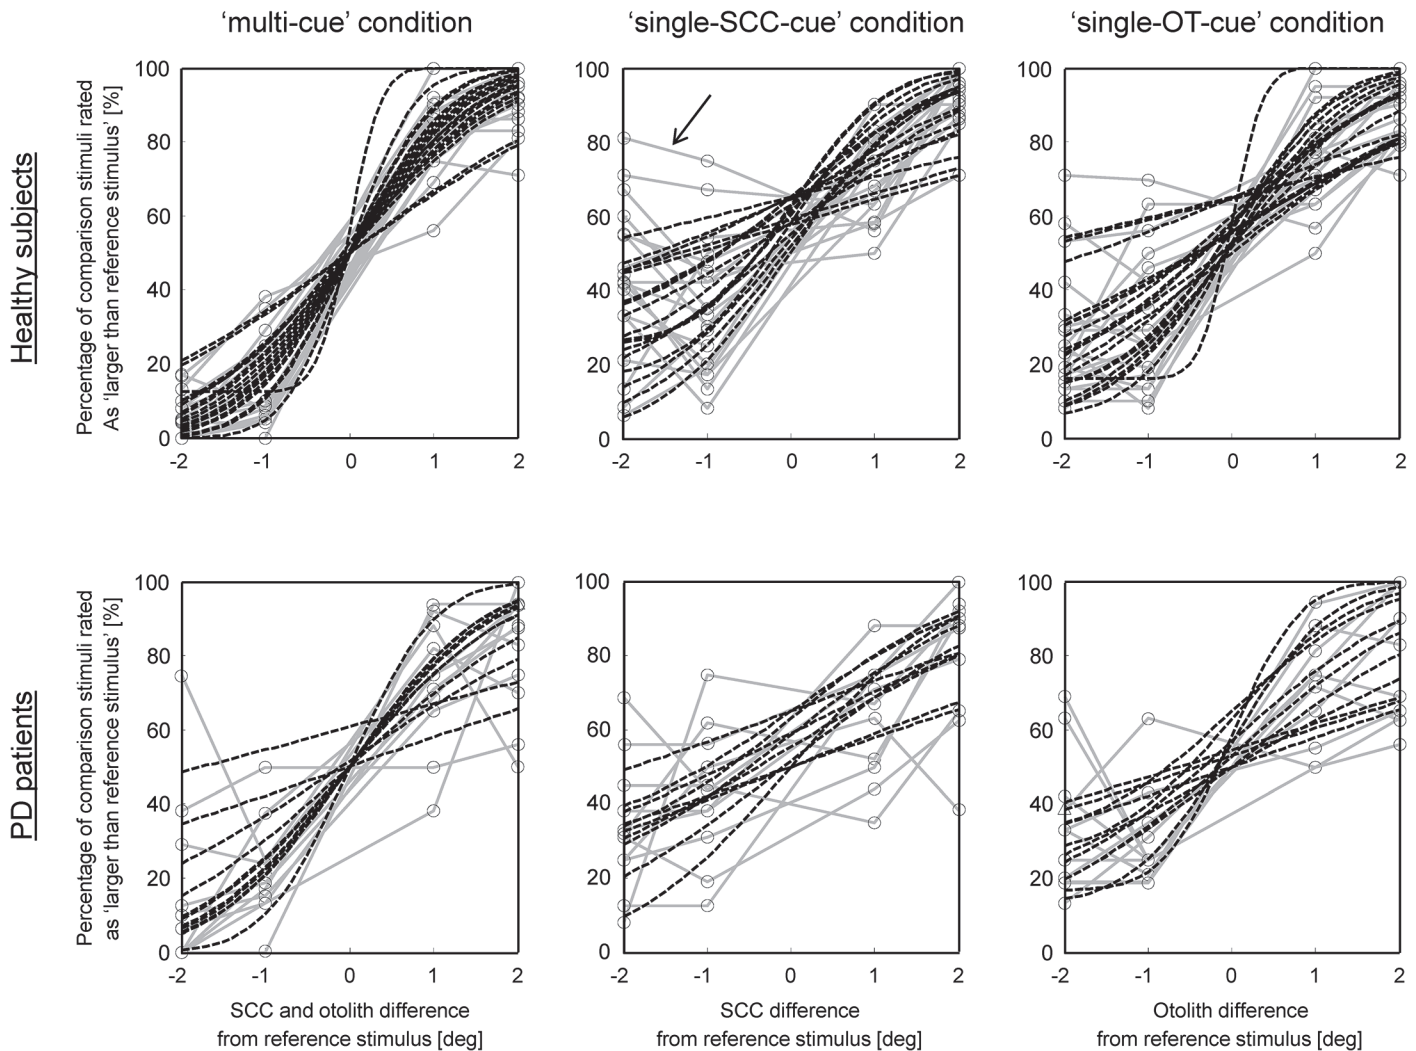 ‘multi-cue’ condition
‘single-SCC-cue’ condition
‘single-OT-cue’ condition
Healthy subjects
Percentage of comparison stimuli rated
As ‘larger than reference stimulus’ [%]
100
80
60
40
20
0
-2 -1 0 1 2
100
80
60
40
20
0
-2 -1 0 1 2
100
80
60
40
20
0
-2 -1 0 1 2
PD patients
Percentage of comparison stimuli rated
as ‘larger than reference stimulus’ [%]
100
80
60
40
20
0
-2 -1 0 1 2
SCC and otolith difference
from reference stimulus [deg]
100
80
60
40
20
0
-2 -1 0 1 2
SCC difference
from reference stimulus [deg]
100
80
60
40
20
0
-2 -1 0 1 2
Otolith difference
from reference stimulus [deg]